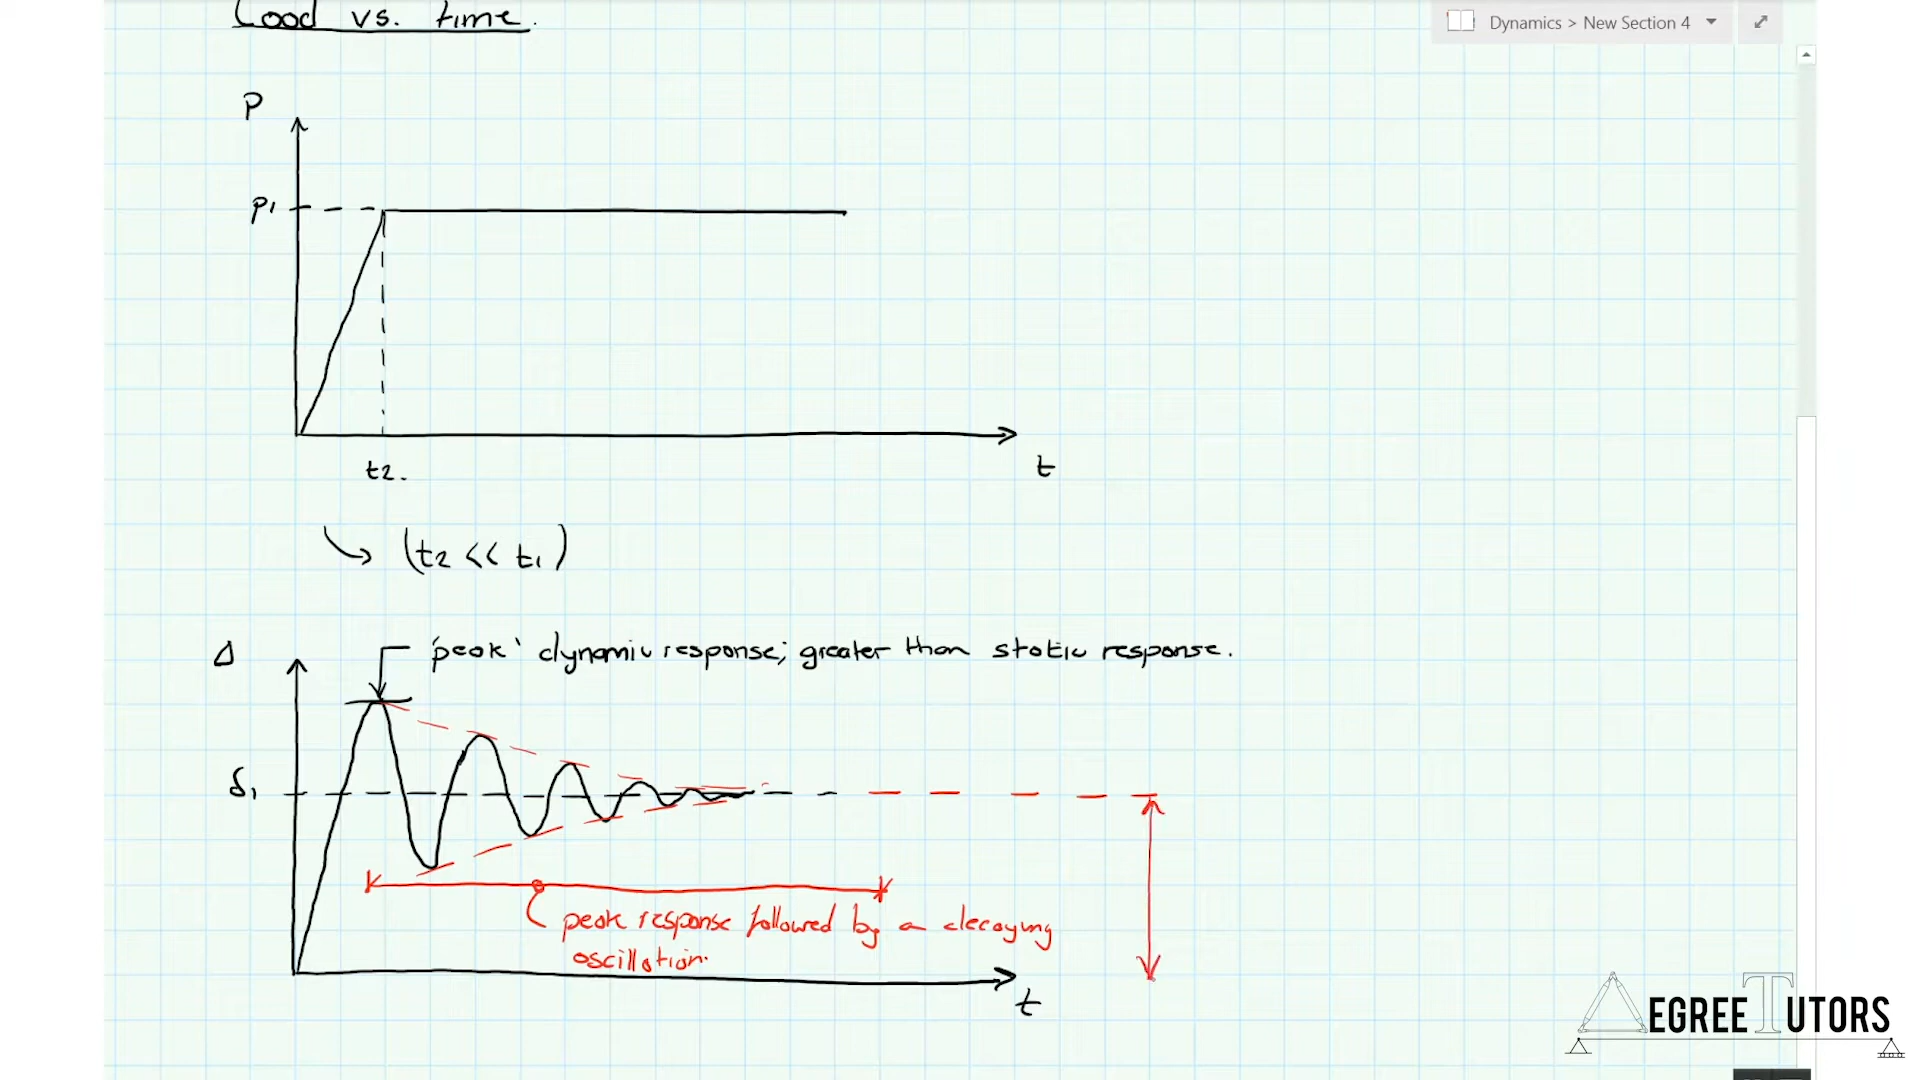 Load vs. time.
Dynamics > New Section 4
P
P1
t2.
t
(t2 << t1)
Δ
'peak' dynamic response; greater than static response.
δ1
peak response followed by a decaying
oscillation.
t
EGREE TUTORS